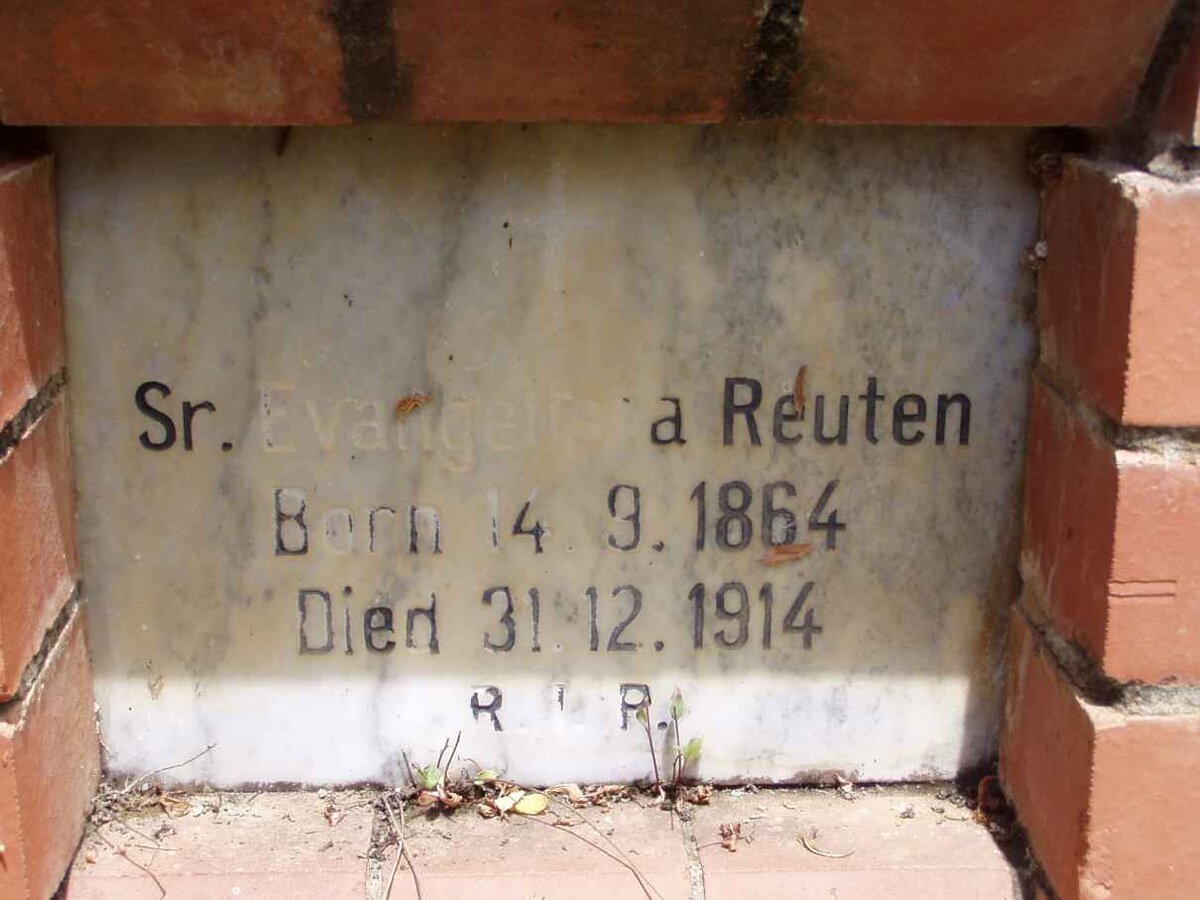 Sr. Evangelista Reuten
Born 14. 9. 1864
Died 31. 12. 1914
R. I. P.